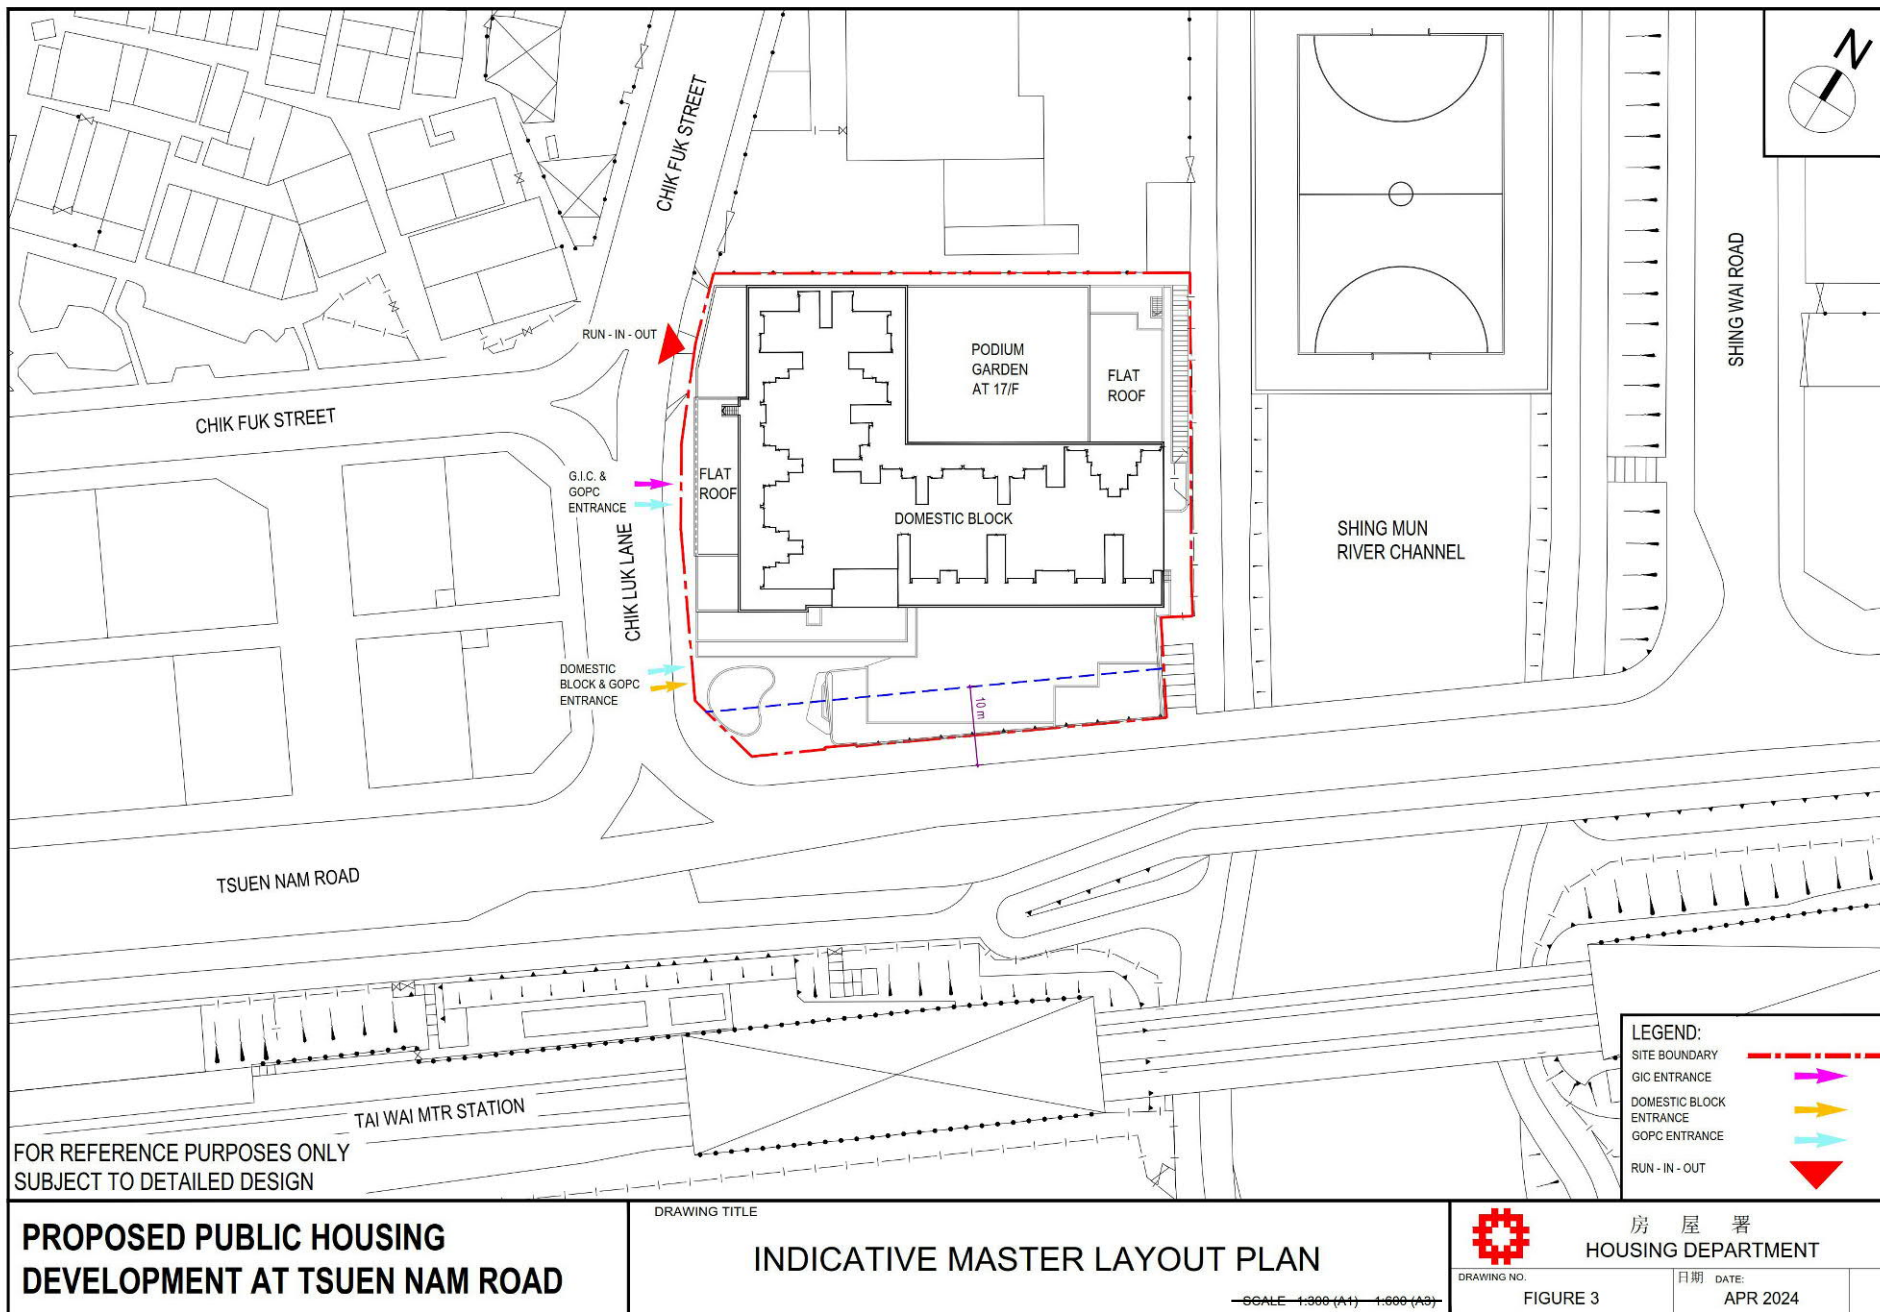 N
CHIK FUK STREET
SHING WAI ROAD
RUN - IN - OUT
PODIUM
GARDEN
AT 17/F
FLAT
ROOF
CHIK FUK STREET
G.I.C. &
GOPC
ENTRANCE
FLAT
ROOF
DOMESTIC BLOCK
SHING MUN
RIVER CHANNEL
CHIK LUK LANE
DOMESTIC
BLOCK & GOPC
ENTRANCE
10 m
TSUEN NAM ROAD
TAI WAI MTR STATION
LEGEND:
SITE BOUNDARY
GIC ENTRANCE
DOMESTIC BLOCK
ENTRANCE
GOPC ENTRANCE
RUN - IN - OUT
FOR REFERENCE PURPOSES ONLY
SUBJECT TO DETAILED DESIGN
PROPOSED PUBLIC HOUSING
DEVELOPMENT AT TSUEN NAM ROAD
DRAWING TITLE
INDICATIVE MASTER LAYOUT PLAN
SCALE 1:300 (A1) 1:600 (A3)
房 屋 署
HOUSING DEPARTMENT
DRAWING NO.
FIGURE 3
日期 DATE:
APR 2024